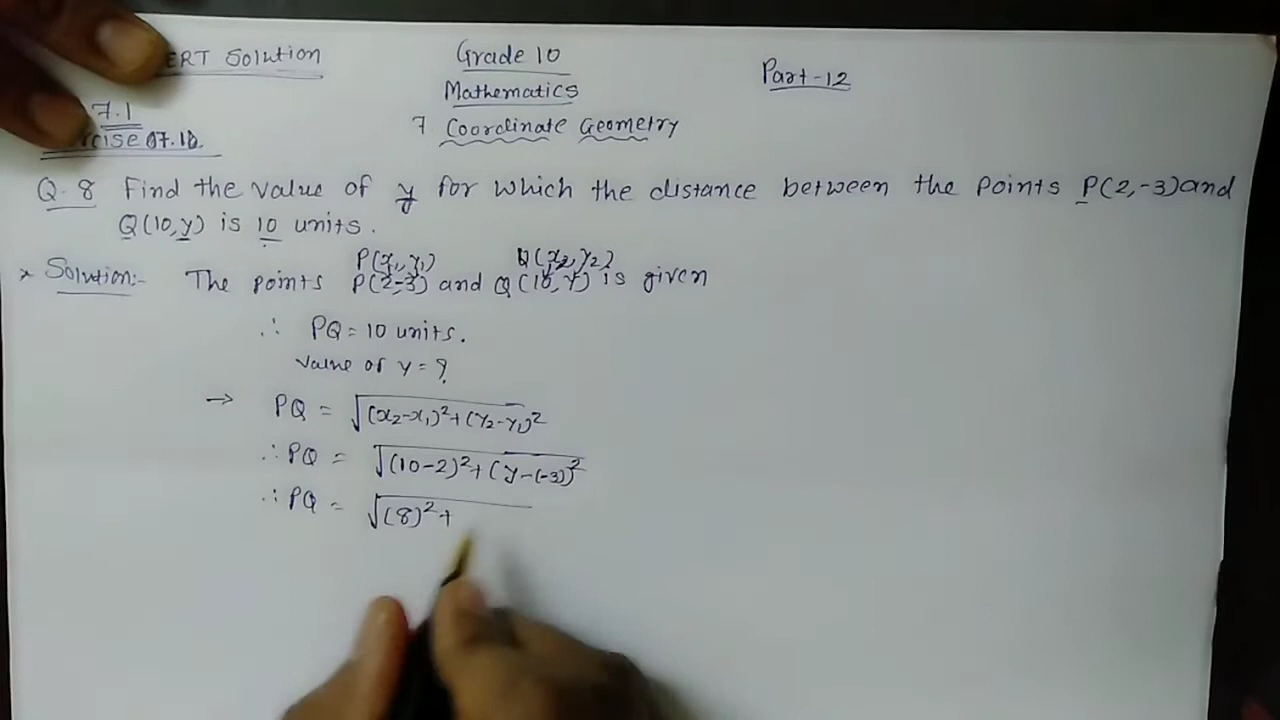 ERT Solution
Grade 10
Part-12
Mathematics
7.1
7 Coordinate Geometry
cise 07.1
Q.8 Find the value of y for which the distance between the points P(2,-3) and
Q(10,y) is 10 units.
P(x₁,y₁) Q(x₂,y₂)
* Solution:- The points P(2-3) and Q(10,y) is given
∴ PQ = 10 units.
Value of y = ?
→ PQ = √(x₂-x₁)²+(y₂-y₁)²
∴ PQ = √(10-2)²+(y-(-3))²
∴ PQ = √(8)²+